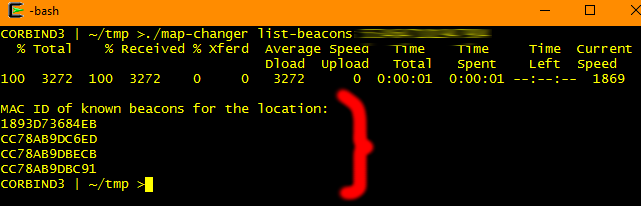 -bash
CORBIND3 | ~/tmp >./map-changer list-beacons
% Total % Received % Xferd Average Speed Time Time Time Current
Dload Upload Total Spent Left Speed
100 3272 100 3272 0 0 3272 0 0:00:01 0:00:01 --:--:-- 1869
MAC ID of known beacons for the location:
1893D73684EB
CC78AB9DC6ED
CC78AB9DBECB
CC78AB9DBC91
CORBIND3 | ~/tmp >